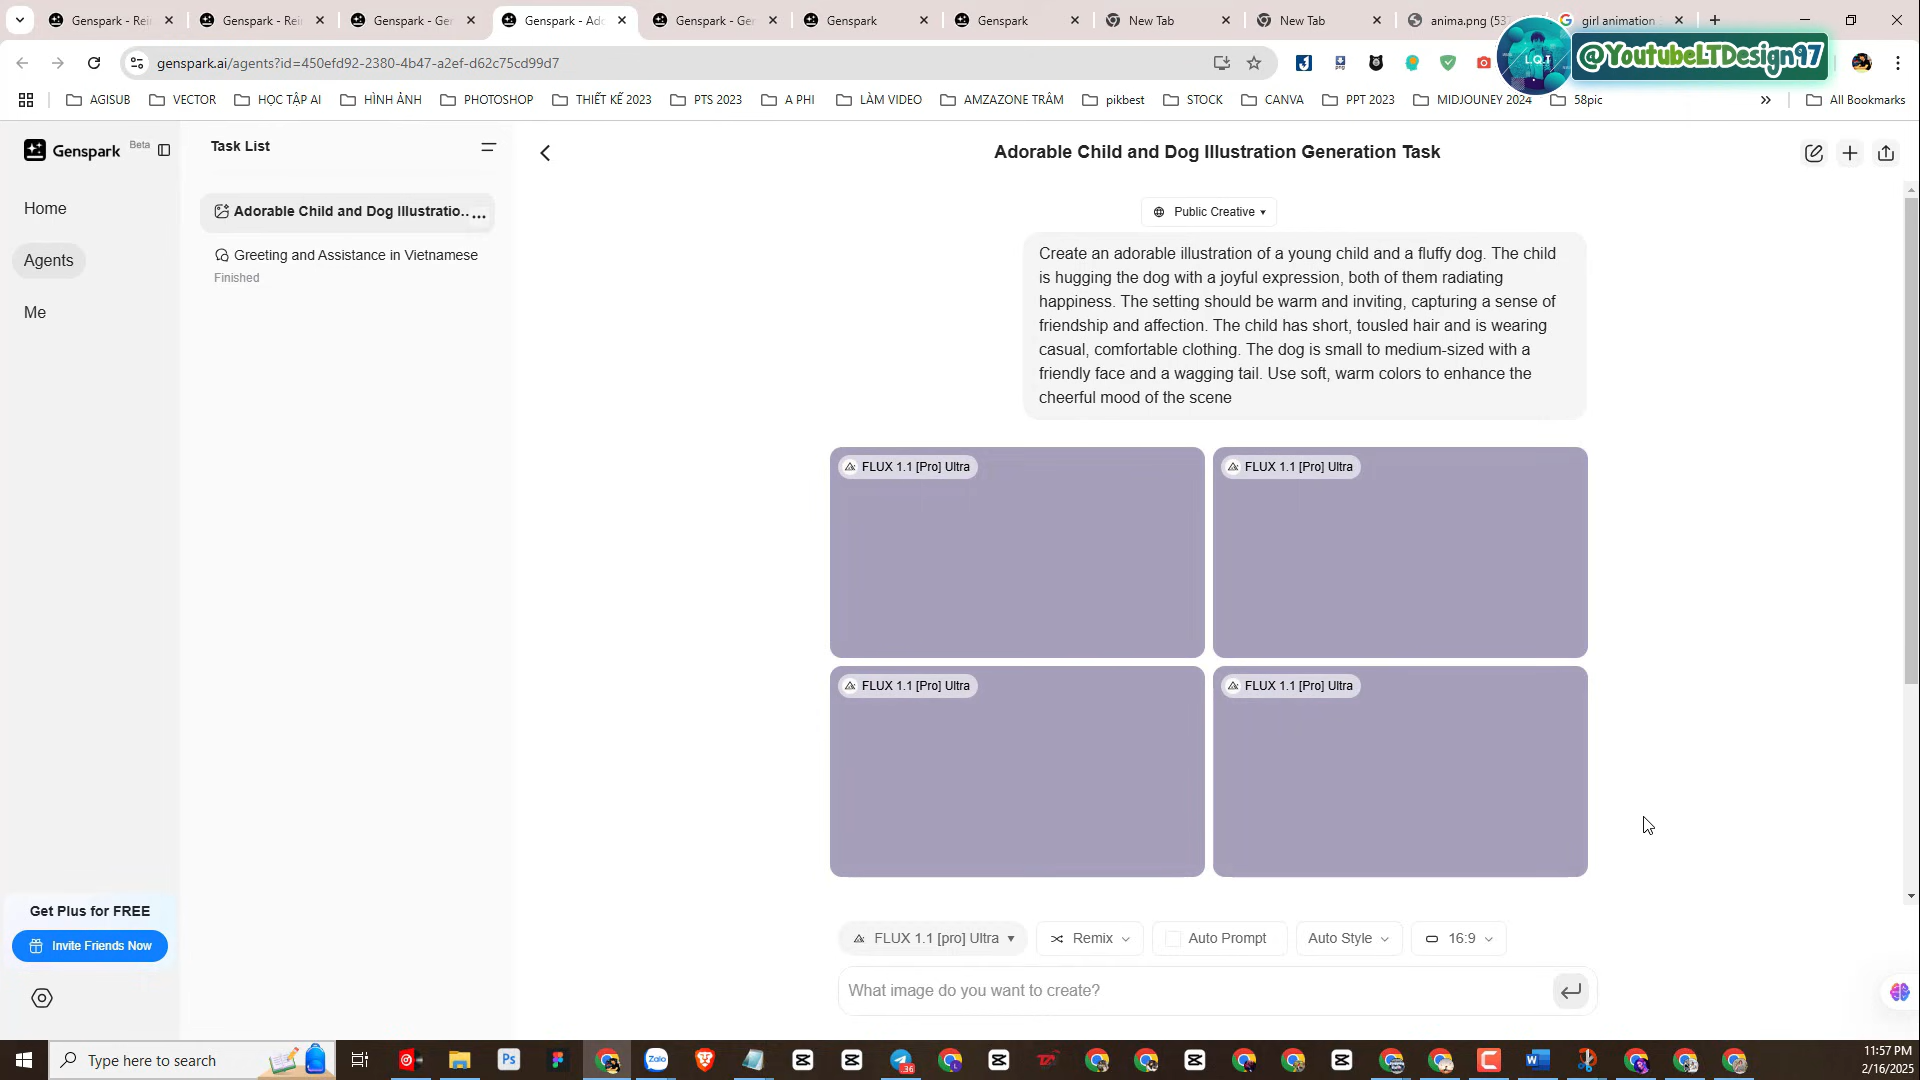 Genspark - Rei
Genspark - Rei
Genspark - Ger
Genspark - Ado
Genspark - Ger
Genspark
Genspark
New Tab
New Tab
anima.png (53
girl animation
genspark.ai/agents?id=450efd92-2380-4b47-a2ef-d62c75cd99d7
L.Q.T
@YoutubeLTDesign97
AGISUB
VECTOR
HỌC TẬP AI
HÌNH ẢNH
PHOTOSHOP
THIẾT KẾ 2023
PTS 2023
A PHI
LÀM VIDEO
AMZAZONE TRÂM
pikbest
STOCK
CANVA
PPT 2023
MIDJOUNEY 2024
58pic
All Bookmarks
Genspark Beta
Home
Agents
Me
Task List
Adorable Child and Dog Illustratio...
Greeting and Assistance in Vietnamese
Finished
Adorable Child and Dog Illustration Generation Task
Public Creative
Create an adorable illustration of a young child and a fluffy dog. The child
is hugging the dog with a joyful expression, both of them radiating
happiness. The setting should be warm and inviting, capturing a sense of
friendship and affection. The child has short, tousled hair and is wearing
casual, comfortable clothing. The dog is small to medium-sized with a
friendly face and a wagging tail. Use soft, warm colors to enhance the
cheerful mood of the scene
FLUX 1.1 [Pro] Ultra
FLUX 1.1 [Pro] Ultra
FLUX 1.1 [Pro] Ultra
FLUX 1.1 [Pro] Ultra
Get Plus for FREE
Invite Friends Now
FLUX 1.1 [pro] Ultra
Remix
Auto Prompt
Auto Style
16:9
What image do you want to create?
Type here to search
Ps
Zalo
36
11:57 PM
2/16/2025